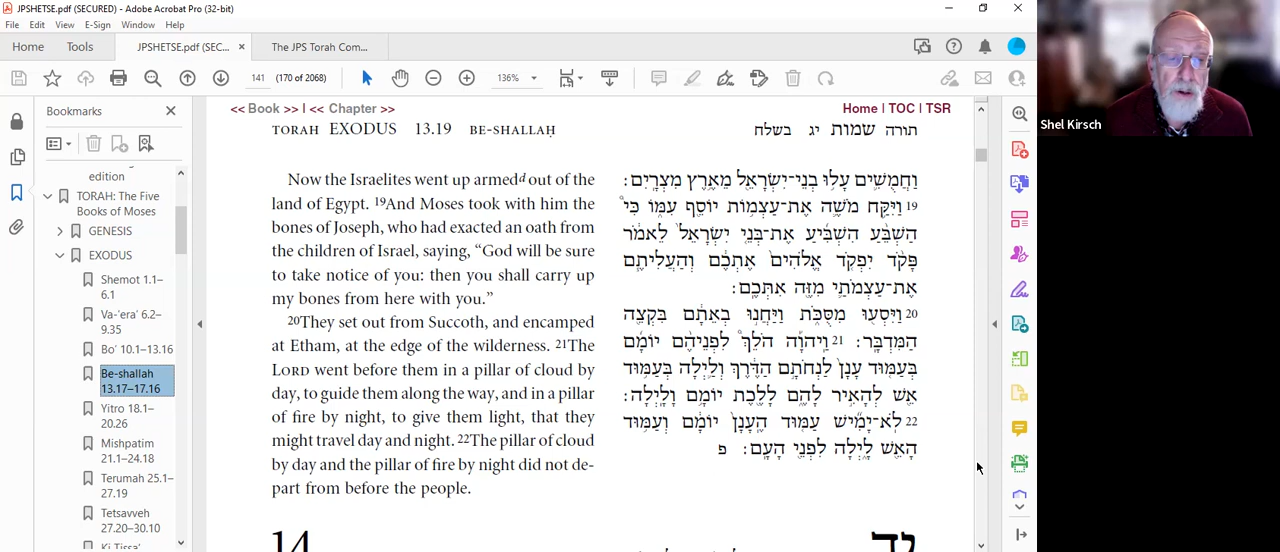 JPSHETSE.pdf (SECURED) - Adobe Acrobat Pro (32-bit)
File Edit View E-Sign Window Help
Home Tools JPSHETSE.pdf (SEC... × The JPS Torah Com...
141 (170 of 2068) 136%
Bookmarks
edition
TORAH: The Five
Books of Moses
GENESIS
EXODUS
Shemot 1.1–
6.1
Va-'era' 6.2–
9.35
Bo' 10.1–13.16
Be-shallah
13.17–17.16
Yitro 18.1–
20.26
Mishpatim
21.1–24.18
Terumah 25.1–
27.19
Tetsavveh
27.20–30.10
Ki Tissa'
<< Book >> | << Chapter >>
Home | TOC | TSR
TORAH EXODUS 13.19 BE-SHALLAḤ
תורה שמות יג בשלח
Now the Israelites went up armedd out of the
land of Egypt. 19And Moses took with him the
bones of Joseph, who had exacted an oath from
the children of Israel, saying, “God will be sure
to take notice of you: then you shall carry up
my bones from here with you.”
20They set out from Succoth, and encamped
at Etham, at the edge of the wilderness. 21The
LORD went before them in a pillar of cloud by
day, to guide them along the way, and in a pillar
of fire by night, to give them light, that they
might travel day and night. 22The pillar of cloud
by day and the pillar of fire by night did not de-
part from before the people.
14
וַחֲמֻשִׁ֛ים עָל֥וּ בְנֵי־יִשְׂרָאֵ֖ל מֵאֶ֥רֶץ מִצְרָֽיִם׃
19 וַיִּקַּ֥ח מֹשֶׁ֛ה אֶת־עַצְמ֥וֹת יוֹסֵ֖ף עִמּ֑וֹ כִּי֩
הַשְׁבֵּ֨עַ הִשְׁבִּ֜יעַ אֶת־בְּנֵ֤י יִשְׂרָאֵל֙ לֵאמֹ֔ר
פָּקֹ֨ד יִפְקֹ֤ד אֱלֹהִים֙ אֶתְכֶ֔ם וְהַעֲלִיתֶ֧ם
אֶת־עַצְמֹתַ֛י מִזֶּ֖ה אִתְּכֶֽם׃
20 וַיִּסְע֖וּ מִסֻּכֹּ֑ת וַיַּחֲנ֣וּ בְאֵתָ֔ם בִּקְצֵ֖ה
הַמִּדְבָּֽר׃ 21 וַֽיהוָ֡ה הֹלֵךְ֩ לִפְנֵיהֶ֨ם יוֹמָ֜ם
בְּעַמּ֤וּד עָנָן֙ לַנְחֹתָ֣ם הַדֶּ֔רֶךְ וְלַ֛יְלָה בְּעַמּ֥וּד
אֵ֖שׁ לְהָאִ֣יר לָהֶ֑ם לָלֶ֖כֶת יוֹמָ֥ם וָלָֽיְלָה׃
22 לֹֽא־יָמִ֞ישׁ עַמּ֤וּד הֶֽעָנָן֙ יוֹמָ֔ם וְעַמּ֥וּד
הָאֵ֖שׁ לָ֑יְלָה לִפְנֵ֖י הָעָֽם׃ פ
יד
Shel Kirsch